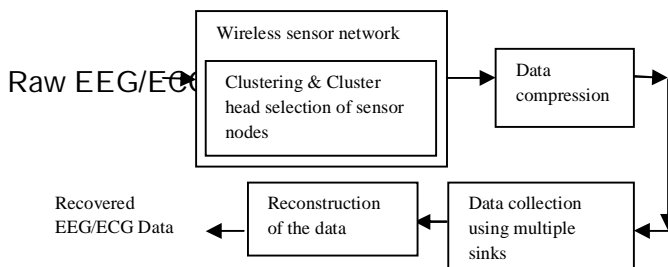 Wireless sensor network
Raw EEG/ECG
Clustering & Cluster
head selection of sensor
nodes
Data
compression
Recovered
EEG/ECG Data
Reconstruction
of the data
Data collection
using multiple
sinks